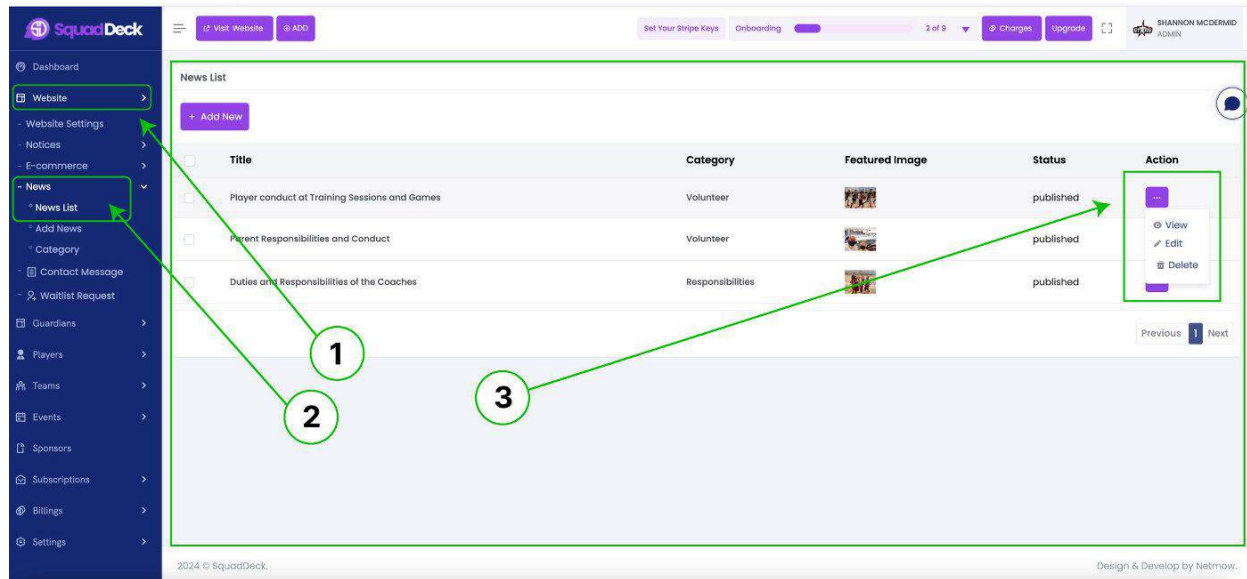 SquadDeck
Visit Website
ADD
Set Your Stripe Keys
Onboarding
2 of 9
Charges
Upgrade
SHANNON MCDERMID
ADMIN
Dashboard
Website
- Website Settings
- Notices
- E-commerce
- News
° News List
° Add News
° Category
- Contact Message
- Waitlist Request
Guardians
Players
Teams
Events
Sponsors
Subscriptions
Billings
Settings
News List
+ Add New
Title Category Featured Image Status Action
Player conduct at Training Sessions and Games Volunteer published ...
Parent Responsibilities and Conduct Volunteer published
Duties and Responsibilities of the Coaches Responsibilities published
View
Edit
Delete
Previous 1 Next
1
2
3
2024 © SquadDeck.
Design & Develop by Netmow.